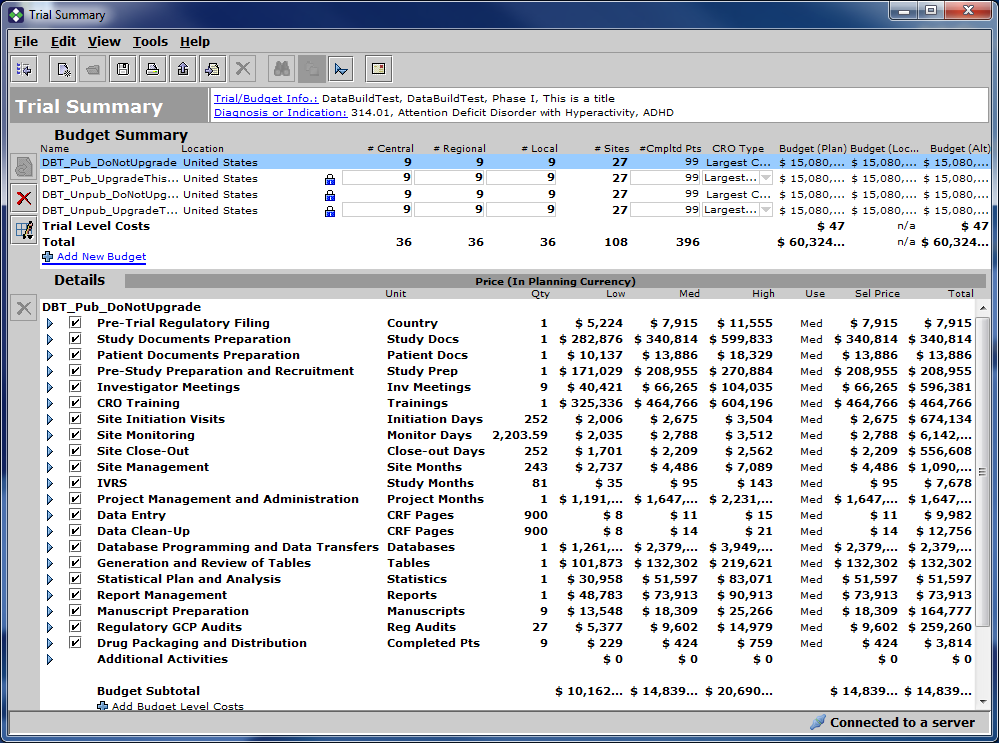 Trial Summary
File Edit View Tools Help
Trial Summary
Trial/Budget Info.: DataBuildTest, DataBuildTest, Phase I, This is a title
Diagnosis or Indication: 314.01, Attention Deficit Disorder with Hyperactivity, ADHD
Budget Summary
Name Location # Central # Regional # Local # Sites #Cmpltd Pts CRO Type Budget (Plan) Budget (Loc... Budget (Alt)
DBT_Pub_DoNotUpgrade United States 9 9 9 27 99 Largest C... $ 15,080,... $ 15,080,... $ 15,080,...
DBT_Pub_UpgradeThis... United States 9 9 9 27 99 Largest... $ 15,080,... $ 15,080,... $ 15,080,...
DBT_Unpub_DoNotUpg... United States 9 9 9 27 99 Largest C... $ 15,080,... $ 15,080,... $ 15,080,...
DBT_Unpub_UpgradeT... United States 9 9 9 27 99 Largest... $ 15,080,... $ 15,080,... $ 15,080,...
Trial Level Costs $ 47 n/a $ 47
Total 36 36 36 108 396 $ 60,324... n/a $ 60,324...
Add New Budget
Details Price (In Planning Currency)
Unit Qty Low Med High Use Sel Price Total
DBT_Pub_DoNotUpgrade
Pre-Trial Regulatory Filing Country 1 $ 5,224 $ 7,915 $ 11,555 Med $ 7,915 $ 7,915
Study Documents Preparation Study Docs 1 $ 282,876 $ 340,814 $ 599,833 Med $ 340,814 $ 340,814
Patient Documents Preparation Patient Docs 1 $ 10,137 $ 13,886 $ 18,329 Med $ 13,886 $ 13,886
Pre-Study Preparation and Recruitment Study Prep 1 $ 171,029 $ 208,955 $ 270,884 Med $ 208,955 $ 208,955
Investigator Meetings Inv Meetings 9 $ 40,421 $ 66,265 $ 104,035 Med $ 66,265 $ 596,381
CRO Training Trainings 1 $ 325,336 $ 464,766 $ 604,196 Med $ 464,766 $ 464,766
Site Initiation Visits Initiation Days 252 $ 2,006 $ 2,675 $ 3,504 Med $ 2,675 $ 674,134
Site Monitoring Monitor Days 2,203.59 $ 2,035 $ 2,788 $ 3,512 Med $ 2,788 $ 6,142,...
Site Close-Out Close-out Days 252 $ 1,701 $ 2,209 $ 2,562 Med $ 2,209 $ 556,608
Site Management Site Months 243 $ 2,737 $ 4,486 $ 7,089 Med $ 4,486 $ 1,090,...
IVRS Study Months 81 $ 35 $ 95 $ 143 Med $ 95 $ 7,678
Project Management and Administration Project Months 1 $ 1,191,... $ 1,647,... $ 2,231,... Med $ 1,647,... $ 1,647,...
Data Entry CRF Pages 900 $ 8 $ 11 $ 15 Med $ 11 $ 9,982
Data Clean-Up CRF Pages 900 $ 8 $ 14 $ 21 Med $ 14 $ 12,756
Database Programming and Data Transfers Databases 1 $ 1,261,... $ 2,379,... $ 3,949,... Med $ 2,379,... $ 2,379,...
Generation and Review of Tables Tables 1 $ 101,873 $ 132,302 $ 219,621 Med $ 132,302 $ 132,302
Statistical Plan and Analysis Statistics 1 $ 30,958 $ 51,597 $ 83,071 Med $ 51,597 $ 51,597
Report Management Reports 1 $ 48,783 $ 73,913 $ 90,913 Med $ 73,913 $ 73,913
Manuscript Preparation Manuscripts 9 $ 13,548 $ 18,309 $ 25,266 Med $ 18,309 $ 164,777
Regulatory GCP Audits Reg Audits 27 $ 5,377 $ 9,602 $ 14,979 Med $ 9,602 $ 259,260
Drug Packaging and Distribution Completed Pts 9 $ 229 $ 424 $ 759 Med $ 424 $ 3,814
Additional Activities $ 0 $ 0 $ 0 $ 0 $ 0
Budget Subtotal $ 10,162... $ 14,839... $ 20,690... $ 14,839... $ 14,839...
Add Budget Level Costs
Connected to a server